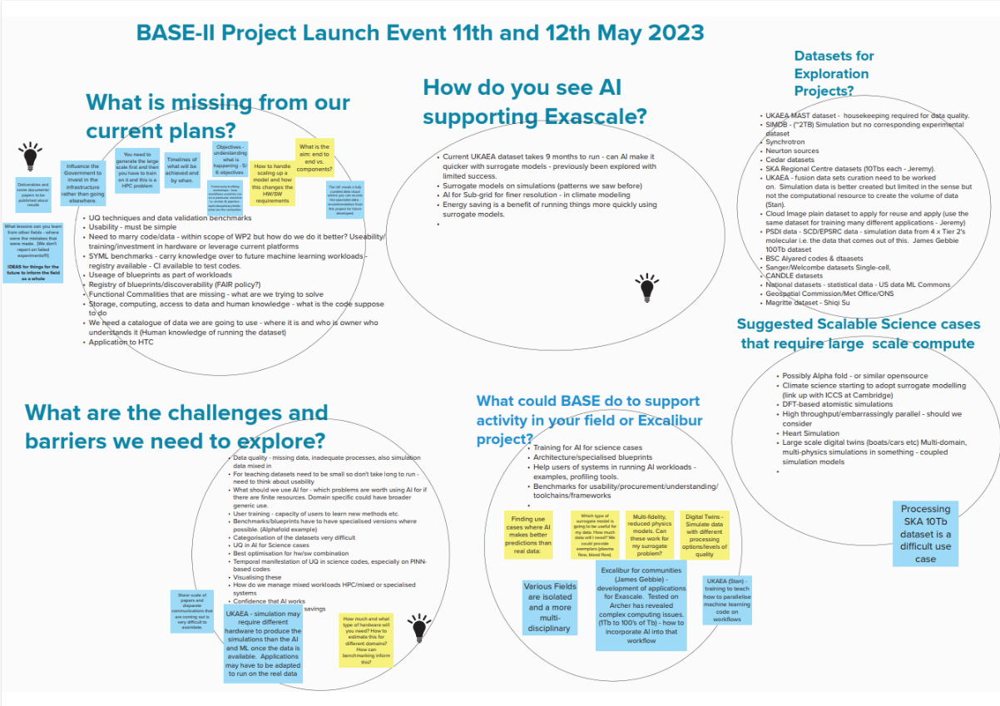 BASE-II Project Launch Event 11th and 12th May 2023
What is missing from our
current plans?
Deliverables and
some documents/
papers to be
published about
results
Influence the
Government to
invest in the
infrastructure
rather than going
elsewhere.
You need to
generate the large
scale first and then
you have to train
on it and this is a
HPC problem
Timelines of
what will be
achieved and
by when.
Objectives -
understanding
what is
happening - 5/
6 objectives
How to handle
scaling up a
model and how
this changes the
HW/SW
requirements
What is the
aim: end to
end vs.
components?
Community building
workshops - how
The UK needs a fully
curated data cloud
where you can access
the operated data -
recommendation from
this project for future
developed.
What lessons can you learn
from other fields - where
were the mistakes that
were made. (We don't
report on failed
experiments!!!)
IDEAS for things for the
future to inform the field
as a whole
• UQ techniques and data validation benchmarks
• Usability - must be simple
• Need to marry code/data - within scope of WP2 but how do we do it better? Useability/
training/investment in hardware or leverage current platforms
• SYML benchmarks - carry knowledge over to future machine learning workloads -
registry available - CI available to test codes.
• Useage of blueprints as part of workloads
• Registry of blueprints/discoverability (FAIR policy?)
• Functional Commalities that are missing - what are we trying to solve
• Storage, computing, access to data and human knowledge - what is the code suppose
to do
• We need a catalogue of data we are going to use - where it is and who is owner who
understands it (Human knowledge of running the dataset)
• Application to HTC
How do you see AI
supporting Exascale?
• Current UKAEA dataset takes 9 months to run - can AI make it
quicker with surrogate models - previously been explored with
limited success.
• Surrogate models on simulations (patterns we saw before)
• AI for Sub-grid for finer resolution - in climate modeling
• Energy saving is a benefit of running things more quickly using
surrogate models.
•
Datasets for
Exploration
Projects?
• UKAEA MAST dataset - housekeeping required for data quality.
• SIMDB - (~2TB) Simulation but no corresponding experimental
dataset
• Synchrotron
• Neurton sources
• Cedar datasets
• SKA Regional Centre datasets (10Tbs each - Jeremy).
• UKAEA - fusion data sets curation need to be worked
on. Simulation data is better created but limited in the sense but
not the computational resource to create the volume of data
(Stan).
• Cloud Image plain dataset to apply for reuse and apply (use the
same dataset for training many different applications - Jeremy)
• PSDI data - SCD/EPSRC data - simulation data from 4 x Tier 2's
molecular i.e. the data that comes out of this. James Gebbie
100Tb dataset
• BSC Alyared codes & dtaasets
• Sanger/Welcombe datasets Single-cell,
• CANDLE datasets
• National datasets - statistical data - US data ML Commons
• Geospatial Commission/Met Office/ONS
• Magritte dataset - Shiqi Su
Suggested Scalable Science cases
that require large scale compute
• Possibly Alpha fold - or similar opensource
• Climate science starting to adopt surrogate modelling
(link up with ICCS at Cambridge)
• DFT-based atomistic simulations
• High throughput/embarrassingly parallel - should we
consider
• Heart Simulation
• Large scale digital twins (boats/cars etc) Multi-domain,
multi-physics simulations in something - coupled
simulation models
•
Processing
SKA 10Tb
dataset is a
difficult use
case
What are the challenges and
barriers we need to explore?
• Data quality - missing data, inadequate processes, also simulation
data mixed in
• For teaching datasets need to be small so don't take long to run -
need to think about usability
• What should we use AI for - which problems are worth using AI for if
there are finite resources. Domain specific could have broader
generic use.
• User training - capacity of users to learn new methods etc.
• Benchmarks/blueprints have to have specialised versions where
possible. (Alphafold example)
• Categorisation of the datasets very difficult
• UQ in AI for Science cases
• Best optimisation for hw/sw combination
• Temporal manifestation of UQ in science codes, especially on PINN-
based codes
• Visualising these
• How do we manage mixed workloads HPC/mixed or specialised
systems
• Confidence that AI works
savings
Sheer scale of
papers and
disparate
communications that
are coming out is
very difficult to
assimilate.
UKAEA - simulation may
require different
hardware to produce the
simulations than the AI
and ML once the data is
available. Applications
may have to be adapted
to run on the real data
How much and what
type of hardware will
you need? How to
estimate this for
different domains?
How can
benchmarking inform
this?
What could BASE do to support
activity in your field or Excalibur
project?
• Training for AI for science cases
• Architecture/specialised blueprints
• Help users of systems in running AI workloads -
examples, profiling tools.
• Benchmarks for usability/procurement/understanding/
toolchains/frameworks
•
Finding use
cases where AI
makes better
predictions than
real data:
Which type of
surrogate model is
going to be useful for
my data. How much
data will I need? We
could provide
exemplars (plasma
flow, blood flow).
Multi-fidelity,
reduced physics
models. Can
these work for
my surrogate
problem?
Digital Twins -
Simulate data
with different
processing
options/levels of
quality
Various Fields
are isolated
and a more
multi-
disciplinary
Excalibur for communities
(James Gebbie) -
development of applications
for Exascale. Tested on
Archer has revealed
complex computing issues.
(1Tb to 100's of Tb) - how to
incorporate AI into that
workflow
UKAEA (Stan) -
training to teach
how to parallelise
machine learning
code on
workflows